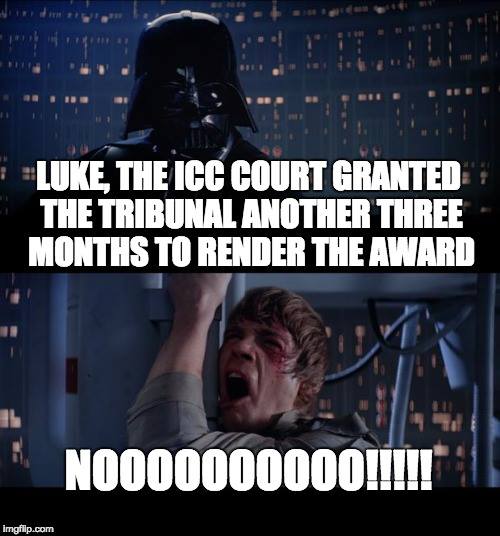 LUKE, THE ICC COURT GRANTED
THE TRIBUNAL ANOTHER THREE
MONTHS TO RENDER THE AWARD
NOOOOOOOOOO!!!!!
imgflip.com